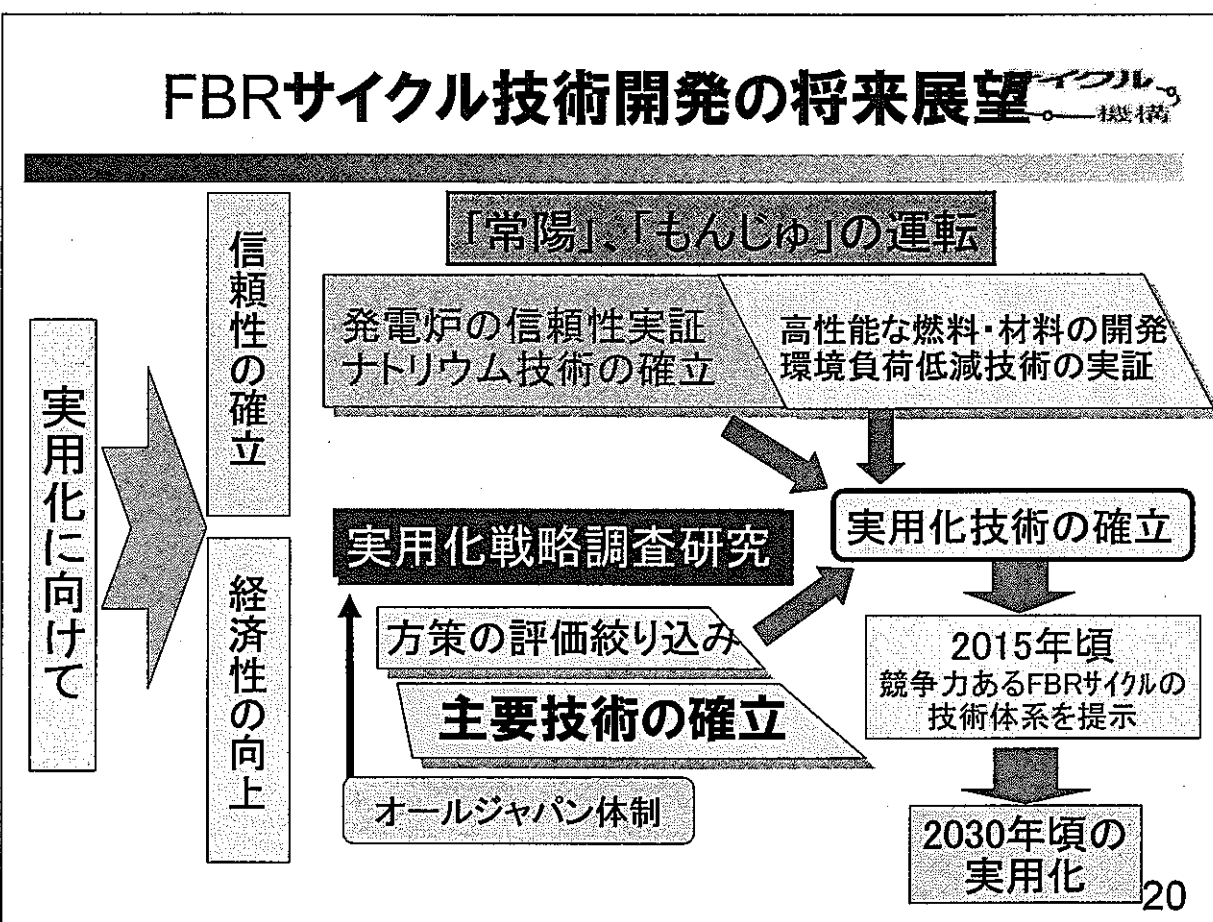 FBRサイクル技術開発の将来展望
サイクル
機構
実用化に向けて
信頼性の確立
経済性の向上
「常陽」、「もんじゅ」の運転
発電炉の信頼性実証
ナトリウム技術の確立
高性能な燃料・材料の開発
環境負荷低減技術の実証
実用化戦略調査研究
方策の評価絞り込み
主要技術の確立
オールジャパン体制
実用化技術の確立
2015年頃
競争力あるFBRサイクルの
技術体系を提示
2030年頃の
実用化
20